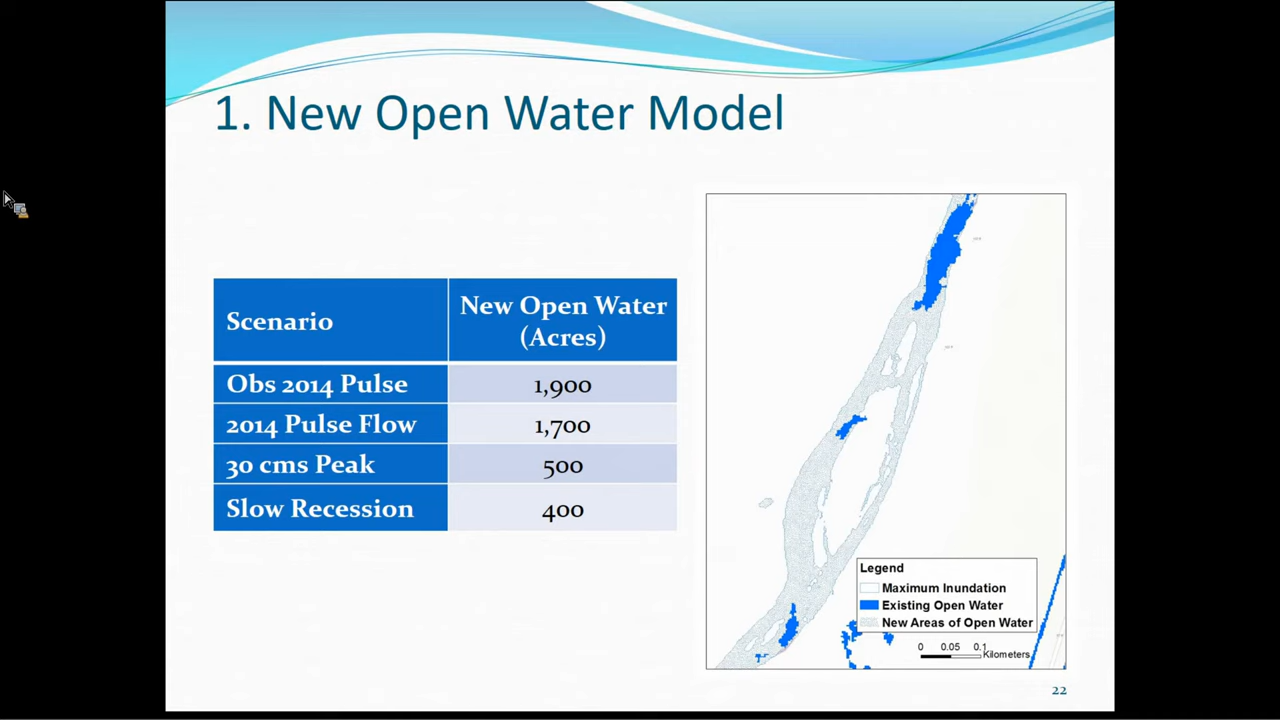 1. New Open Water Model
Scenario
New Open Water
(Acres)
Obs 2014 Pulse
1,900
2014 Pulse Flow
1,700
30 cms Peak
500
Slow Recession
400
Legend
Maximum Inundation
Existing Open Water
New Areas of Open Water
0 0.05 0.1
Kilometers
22